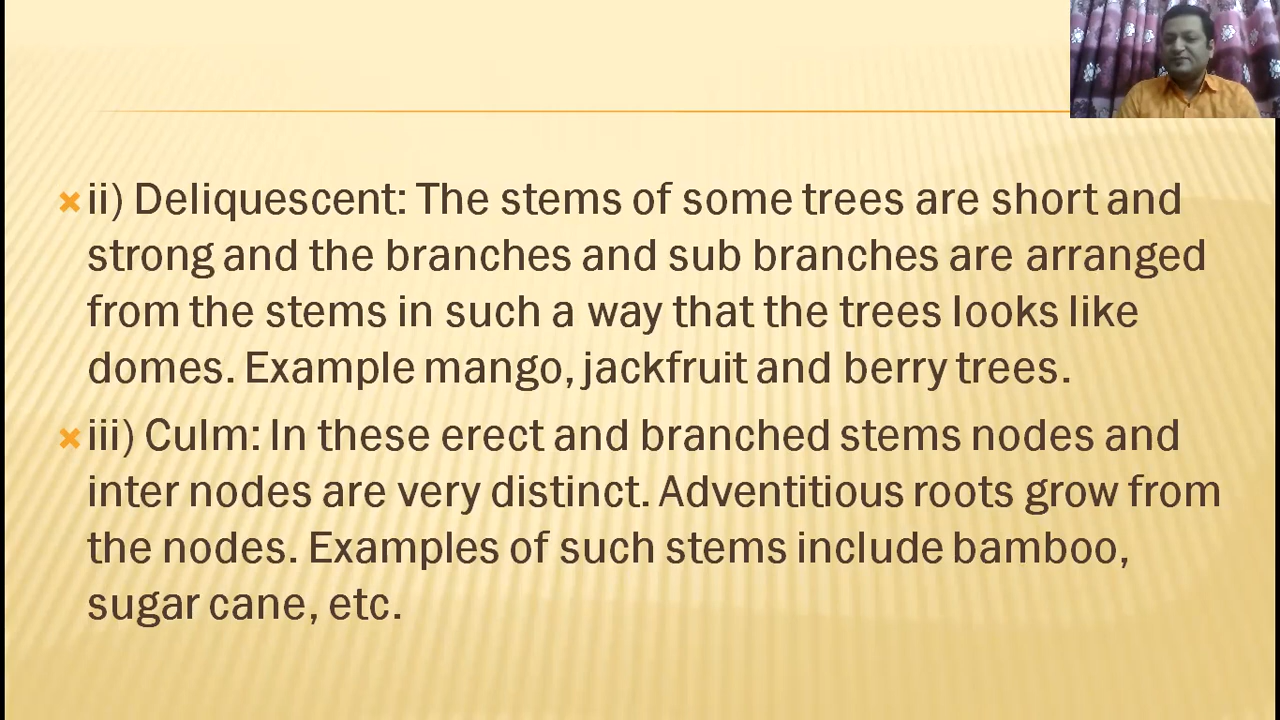 ii) Deliquescent: The stems of some trees are short and
strong and the branches and sub branches are arranged
from the stems in such a way that the trees looks like
domes. Example mango, jackfruit and berry trees.
iii) Culm: In these erect and branched stems nodes and
inter nodes are very distinct. Adventitious roots grow from
the nodes. Examples of such stems include bamboo,
sugar cane, etc.